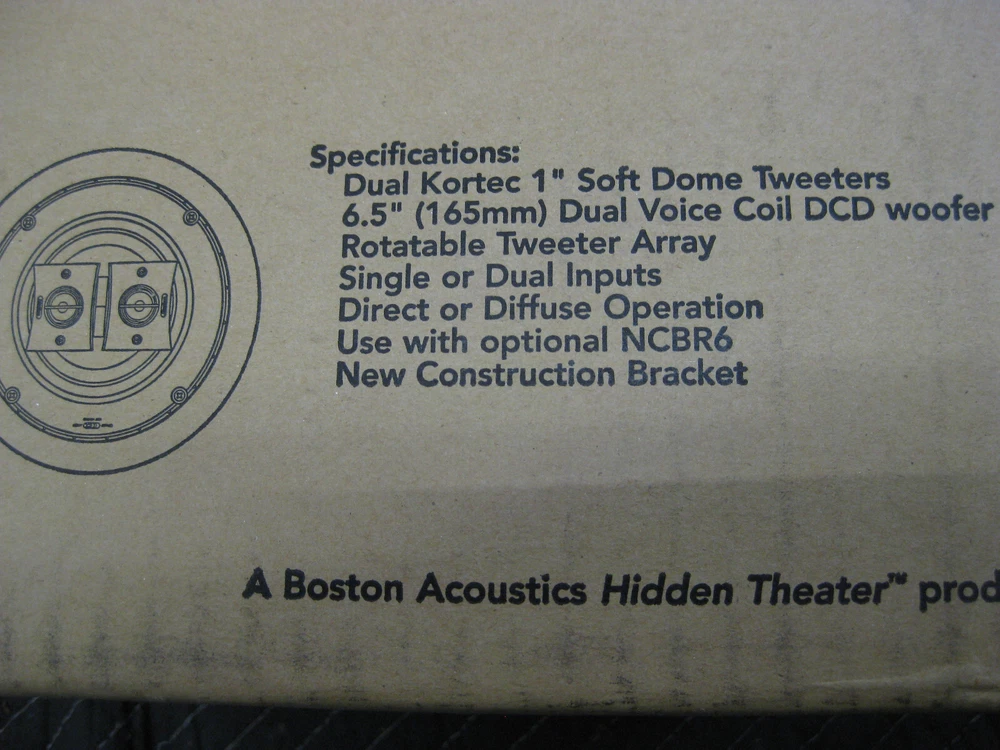 Specifications:
Dual Kortec 1" Soft Dome Tweeters
6.5" (165mm) Dual Voice Coil DCD woofer
Rotatable Tweeter Array
Single or Dual Inputs
Direct or Diffuse Operation
Use with optional NCBR6
New Construction Bracket
A Boston Acoustics Hidden Theater™ prod